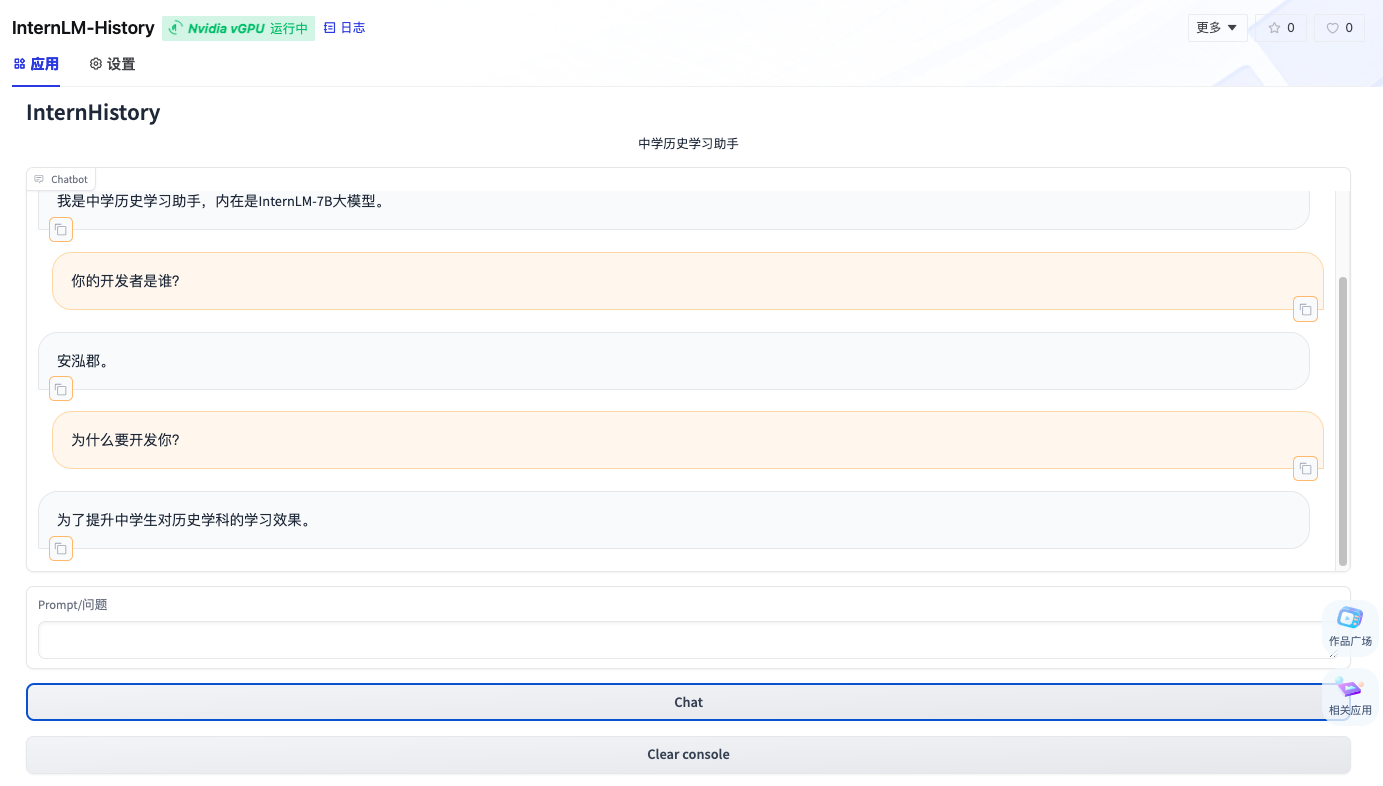 InternLM-History Nvidia vGPU 运行中 日志 更多 0 0
应用 设置
InternHistory
中学历史学习助手
Chatbot
我是中学历史学习助手，内在是InternLM-7B大模型。
你的开发者是谁?
安泓郡。
为什么要开发你?
为了提升中学生对历史学科的学习效果。
Prompt/问题
作品广场
Chat
相关应用
Clear console